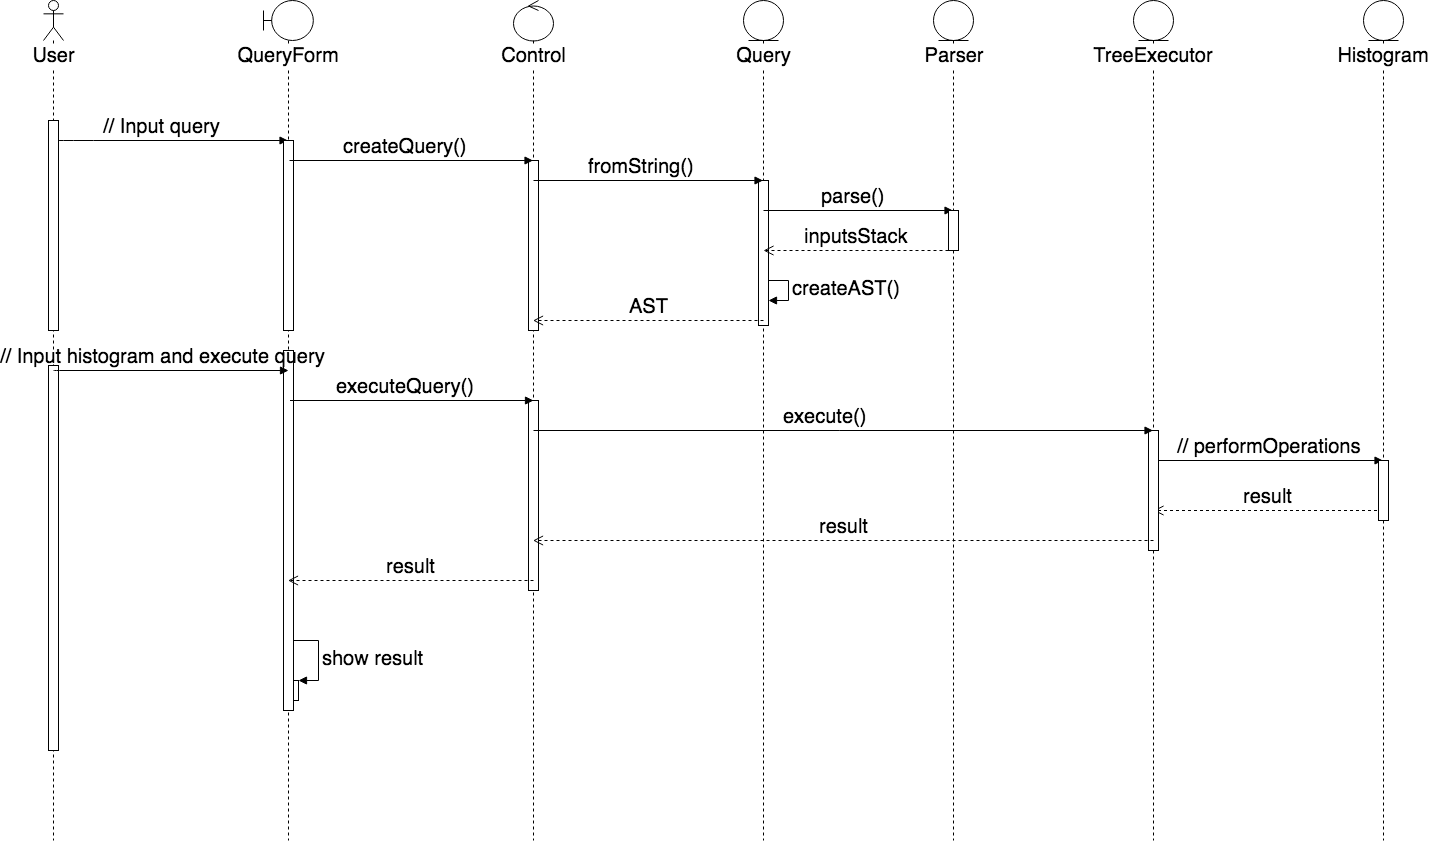 User
QueryForm
Control
Query
Parser
TreeExecutor
Histogram
// Input query
createQuery()
fromString()
parse()
inputsStack
createAST()
AST
// Input histogram and execute query
executeQuery()
execute()
// performOperations
result
result
result
show result